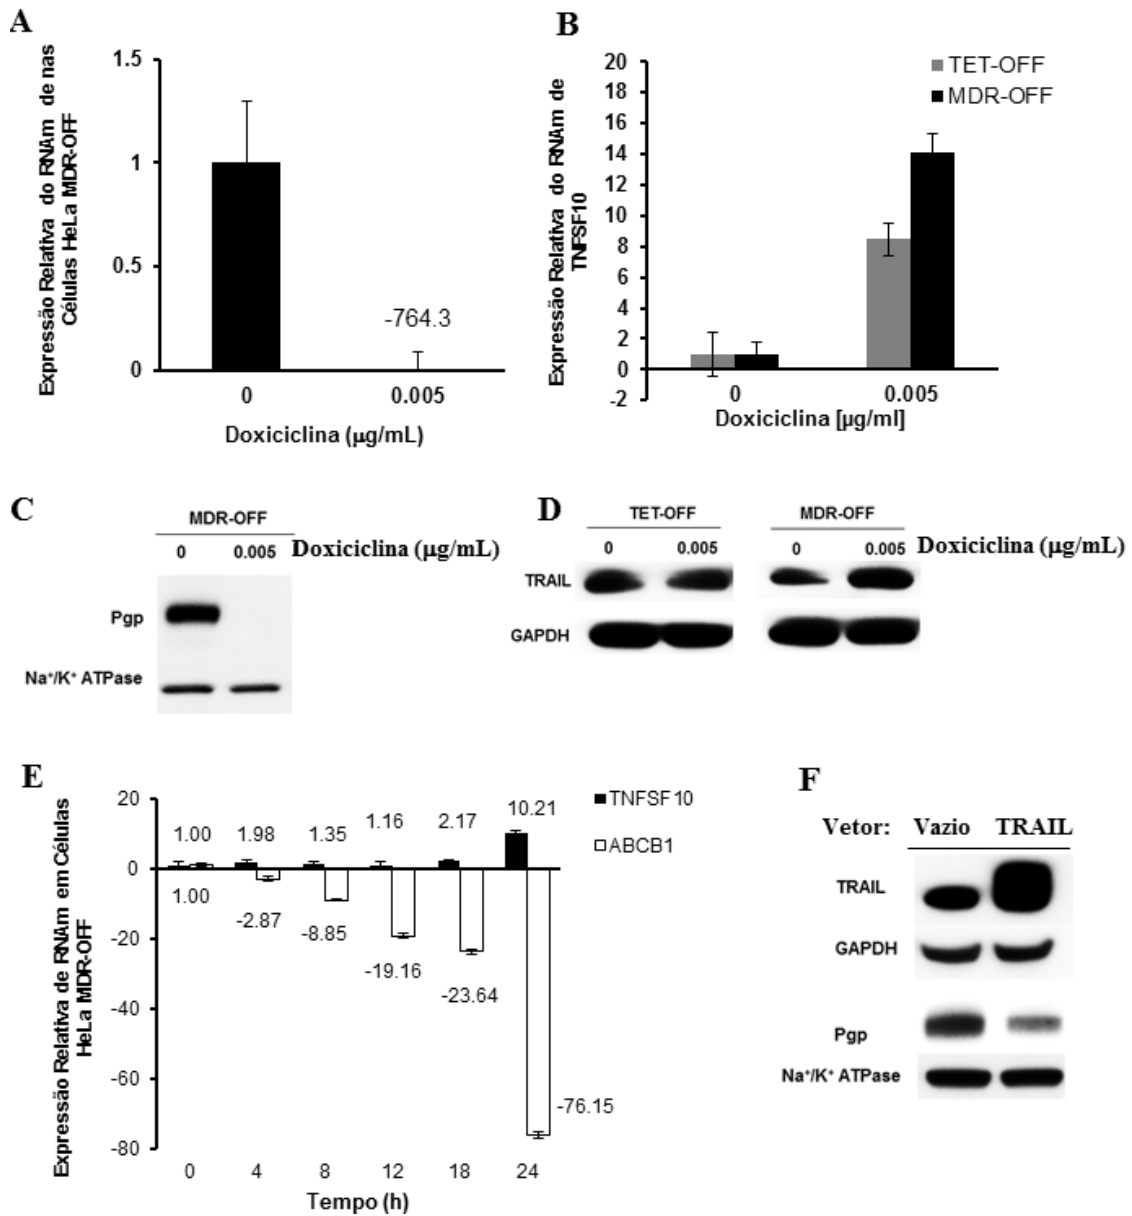 A
Expressão Relativa do RNAm de nas
Células HeLa MDR-OFF
1.5
1
0.5
0
-764.3
0 0.005
Doxiciclina (µg/mL)
B
Expressão Relativa do RNAm de
TNFSF10
20
18
16
14
12
10
8
6
4
2
0
-2
TET-OFF
MDR-OFF
0 0.005
Doxiciclina [µg/ml]
C
MDR-OFF
0 0.005 Doxiciclina (µg/mL)
Pgp
Na⁺/K⁺ ATPase
D
TET-OFF MDR-OFF
0 0.005 0 0.005 Doxiciclina (µg/mL)
TRAIL
GAPDH
E
Expressão Relativa de RNAm em Células
HeLa MDR-OFF
20
0
-20
-40
-60
-80
TNFSF10
ABCB1
1.00 1.98 1.35 1.16 2.17 10.21
1.00 -2.87 -8.85 -19.16 -23.64 -76.15
0 4 8 12 18 24
Tempo (h)
F
Vetor: Vazio TRAIL
TRAIL
GAPDH
Pgp
Na⁺/K⁺ ATPase